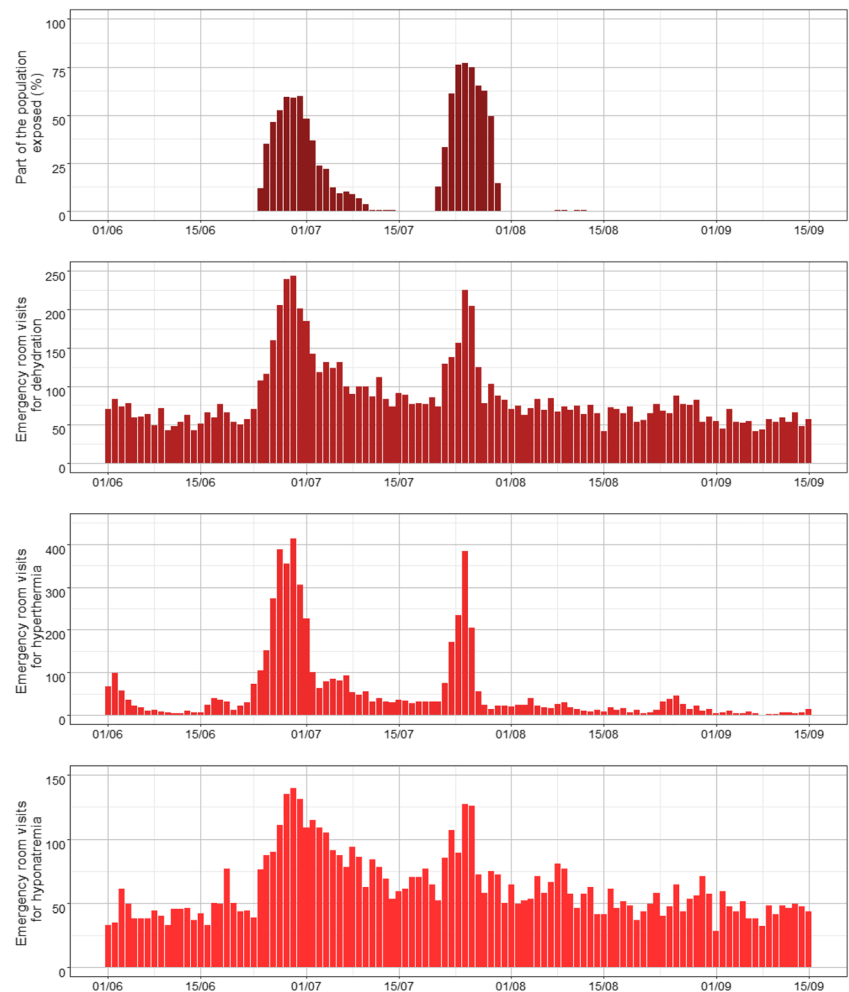 Part of the population
exposed (%)
100
75
50
25
0
01/06 15/06 01/07 15/07 01/08 15/08 01/09 15/09
Emergency room visits
for dehydration
250
200
150
100
50
0
01/06 15/06 01/07 15/07 01/08 15/08 01/09 15/09
Emergency room visits
for hyperthermia
400
300
200
100
0
01/06 15/06 01/07 15/07 01/08 15/08 01/09 15/09
Emergency room visits
for hyponatremia
150
100
50
0
01/06 15/06 01/07 15/07 01/08 15/08 01/09 15/09